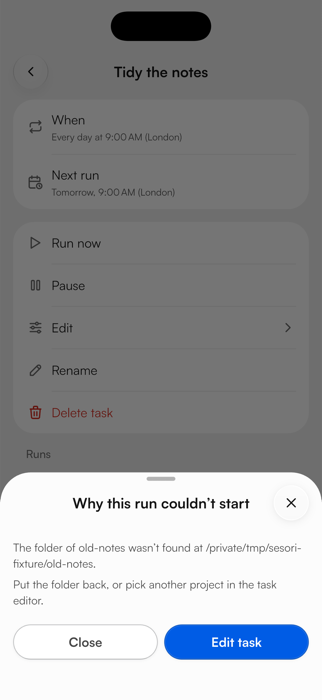 Tidy the notes
When
Every day at 9:00 AM (London)
Next run
Tomorrow, 9:00 AM (London)
Run now
Pause
Edit
Rename
Delete task
Runs
Why this run couldn’t start
The folder of old-notes wasn’t found at /private/tmp/sesori-
fixture/old-notes.
Put the folder back, or pick another project in the task
editor.
Close
Edit task